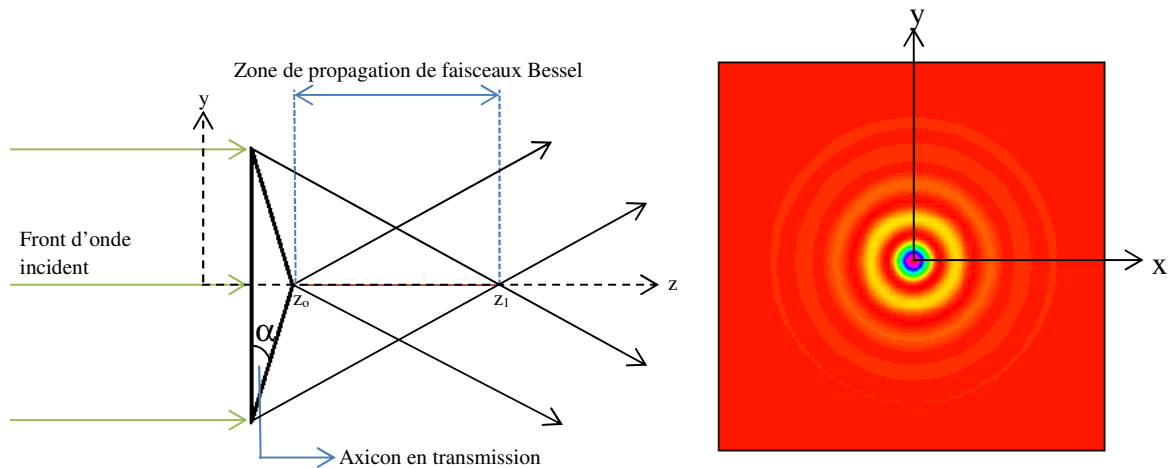 Zone de propagation de faisceaux Bessel
y
Front d'onde
incident
α
z₀
z₁
z
Axicon en transmission
y
x